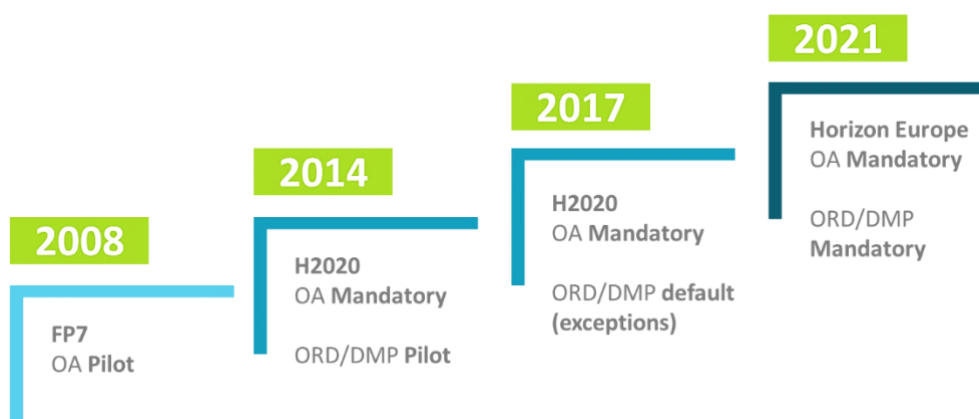 2008
FP7
OA Pilot
2014
H2020
OA Mandatory
ORD/DMP Pilot
2017
H2020
OA Mandatory
ORD/DMP default
(exceptions)
2021
Horizon Europe
OA Mandatory
ORD/DMP
Mandatory